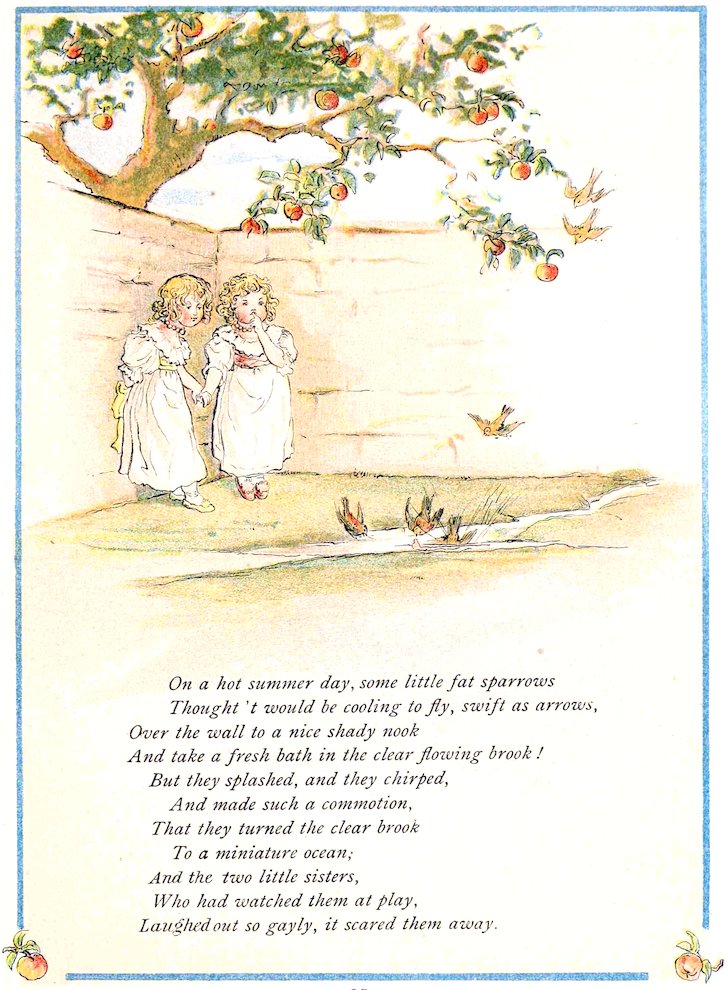 On a hot summer day, some little fat sparrows
Thought 't would be cooling to fly, swift as arrows,
Over the wall to a nice shady nook
And take a fresh bath in the clear flowing brook!
But they splashed, and they chirped,
And made such a commotion,
That they turned the clear brook
To a miniature ocean;
And the two little sisters,
Who had watched them at play,
Laughed out so gayly, it scared them away.